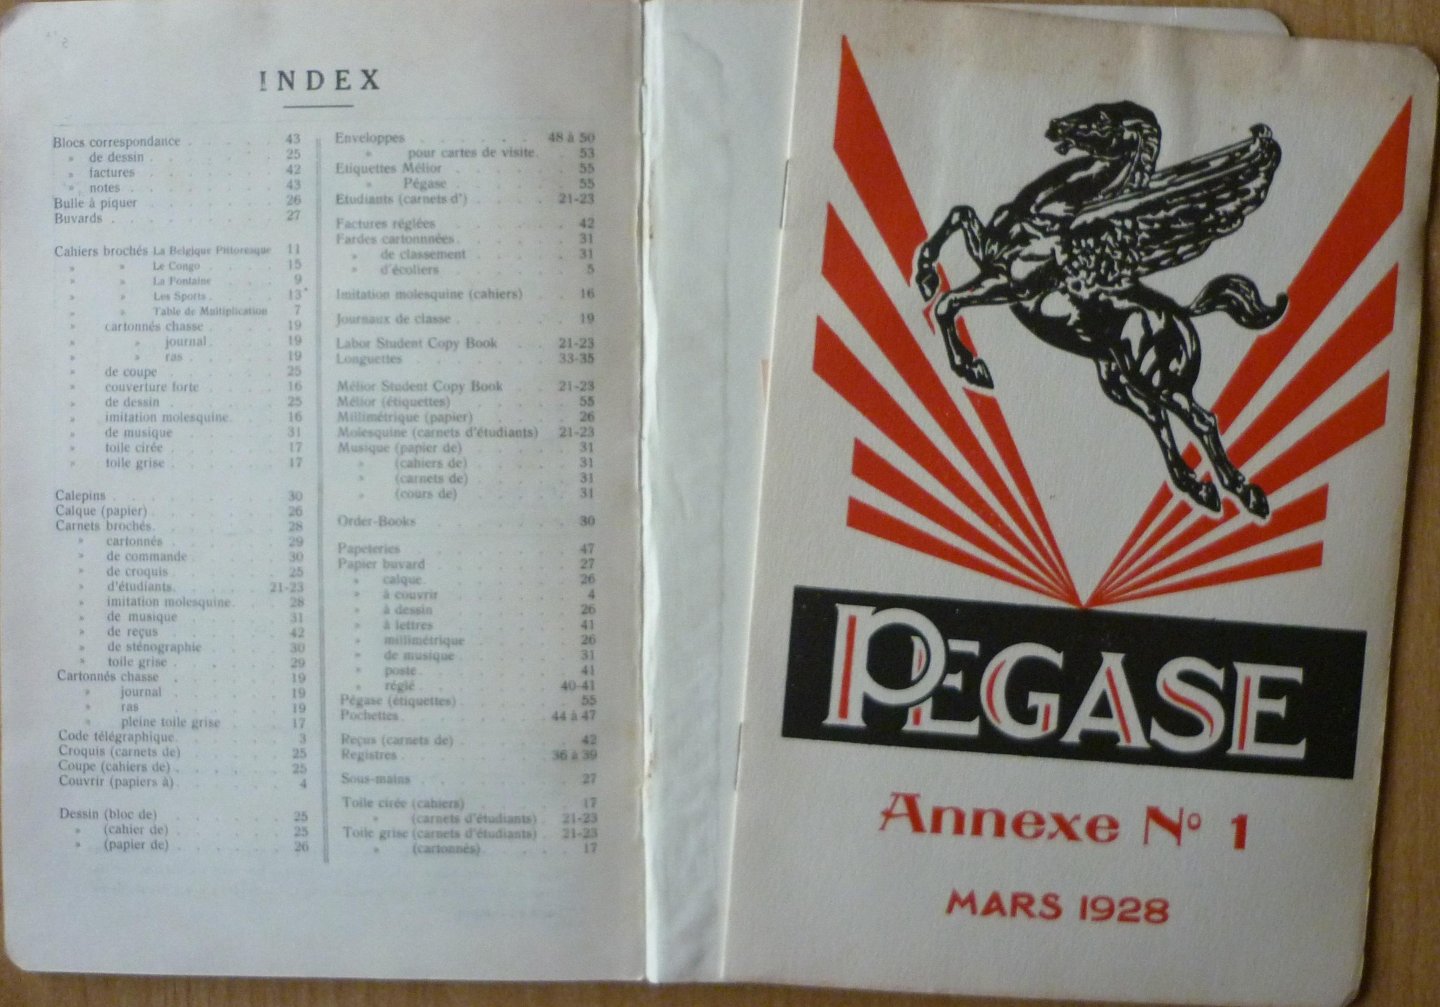 INDEX
Blocs correspondance 43
» de dessin 25
» factures 42
» notes 43
Bulle à piquer 26
Buvards 27
Cahiers brochés La Belgique Pittoresque 11
» » Le Congo 15
» » La Fontaine 9
» » Les Sports 13
» » Table de Multiplication 7
» cartonnés chasse 19
» » journal 19
» » ras 19
» de coupe 25
» couverture forte 16
» de dessin 25
» imitation molesquine 16
» de musique 31
» toile cirée 17
» toile grise 17
Calepins 30
Calque (papier) 26
Carnets brochés 28
» cartonnés 29
» de commande 30
» de croquis 25
» d'étudiants 21-23
» imitation molesquine 28
» de musique 31
» de reçus 42
» de sténographie 30
» toile grise 29
Cartonnés chasse 19
» journal 19
» ras 19
» pleine toile grise 17
Code télégraphique 3
Croquis (carnets de) 25
Coupe (cahiers de) 25
Couvrir (papiers à) 4
Dessin (bloc de) 25
» (cahier de) 25
» (papier de) 26
Enveloppes 48 à 50
» pour cartes de visite 53
Etiquettes Mélior 55
» Pégase 55
Etudiants (carnets d') 21-23
Factures réglées 42
Fardes cartonnnées 31
» de classement 31
» d'écoliers 5
Imitation molesquine (cahiers) 16
Journaux de classe 19
Labor Student Copy Book 21-23
Longuettes 33-35
Mélior Student Copy Book 21-23
Mélior (étiquettes) 55
Millimétrique (papier) 26
Molesquine (carnets d'étudiants) 21-23
Musique (papier de) 31
» (cahiers de) 31
» (carnets de) 31
» (cours de) 31
Order-Books 30
Papeteries 47
Papier buvard 27
» calque 26
» à couvrir 4
» à dessin 26
» à lettres 41
» millimétrique 26
» de musique 31
» poste 41
» réglé 40-41
Pégase (étiquettes) 55
Pochettes 44 à 47
Reçus (carnets de) 42
Registres 36 à 39
Sous-mains 27
Toile cirée (cahiers) 17
» (carnets d'étudiants) 21-23
Toile grise (carnets d'étudiants) 21-23
» (cartonnés) 17
PEGASE
Annexe No 1
MARS 1928